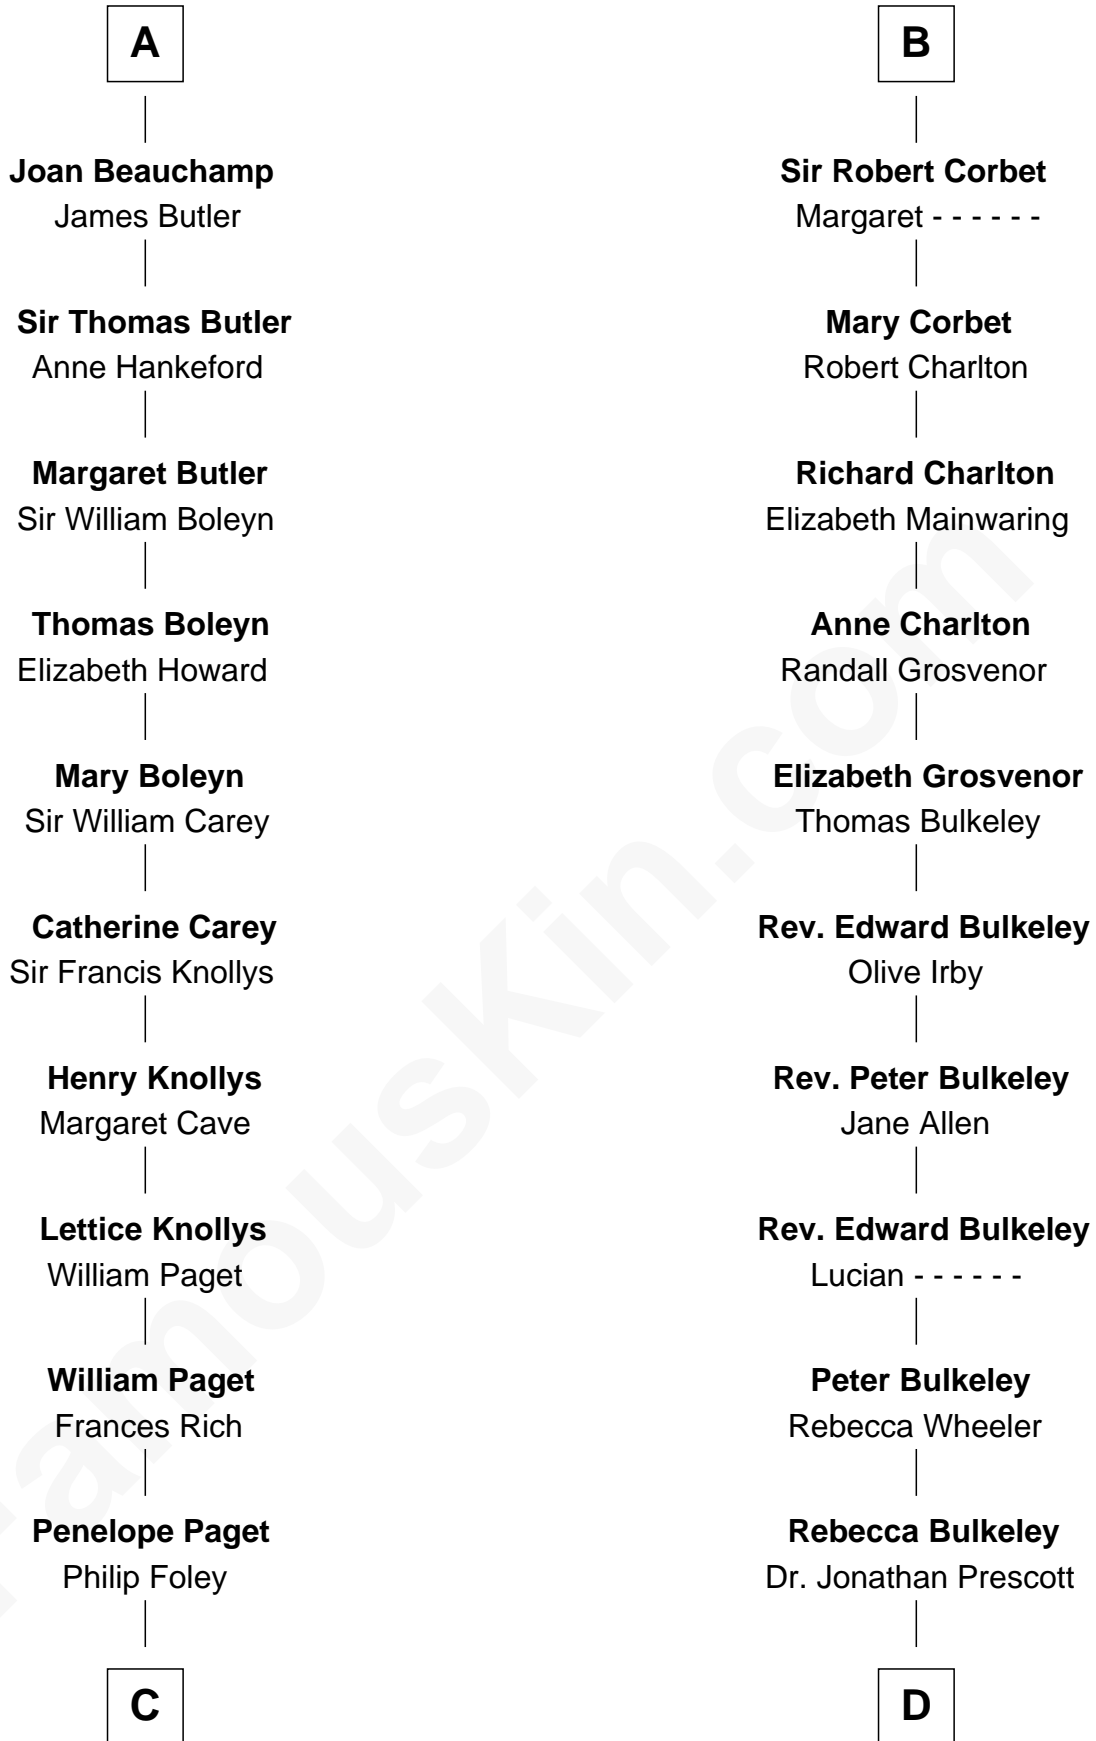 A
Joan Beauchamp
James Butler
Sir Thomas Butler
Anne Hankeford
Margaret Butler
Sir William Boleyn
Thomas Boleyn
Elizabeth Howard
Mary Boleyn
Sir William Carey
Catherine Carey
Sir Francis Knollys
Henry Knollys
Margaret Cave
Lettice Knollys
William Paget
William Paget
Frances Rich
Penelope Paget
Philip Foley
C
B
Sir Robert Corbet
Margaret - - - - - -
Mary Corbet
Robert Charlton
Richard Charlton
Elizabeth Mainwaring
Anne Charlton
Randall Grosvenor
Elizabeth Grosvenor
Thomas Bulkeley
Rev. Edward Bulkeley
Olive Irby
Rev. Peter Bulkeley
Jane Allen
Rev. Edward Bulkeley
Lucian - - - - - -
Peter Bulkeley
Rebecca Wheeler
Rebecca Bulkeley
Dr. Jonathan Prescott
D
FamousKin.com